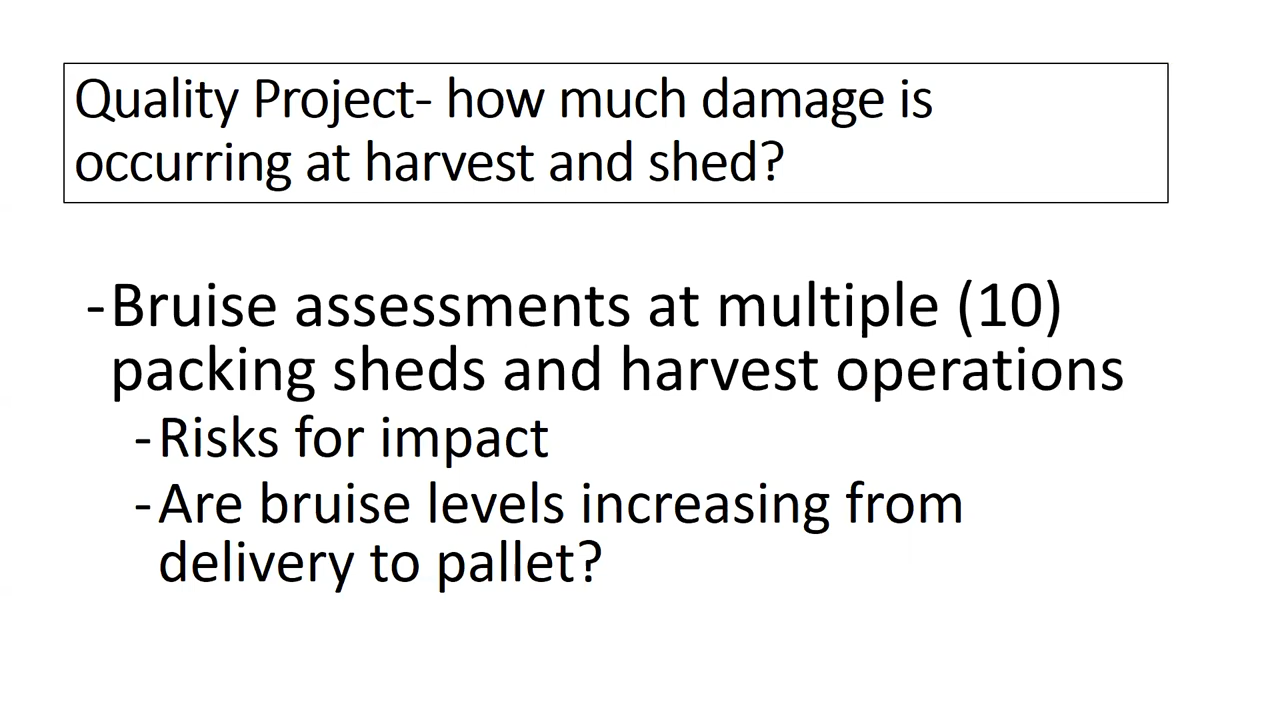 Quality Project- how much damage is
occurring at harvest and shed?
-Bruise assessments at multiple (10)
packing sheds and harvest operations
-Risks for impact
-Are bruise levels increasing from
delivery to pallet?